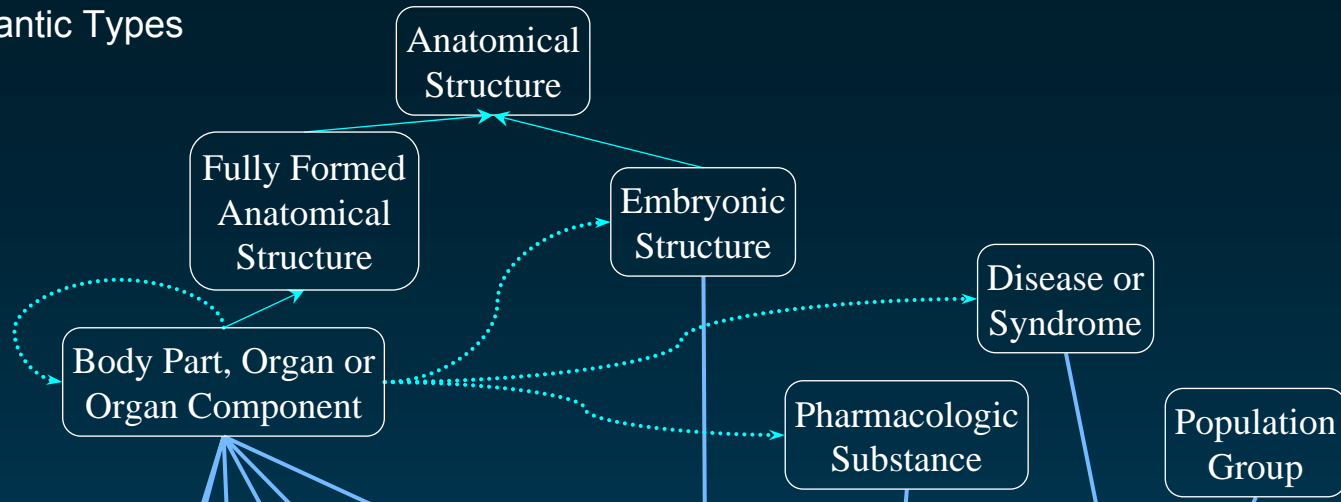 antic Types
Anatomical
Structure
Fully Formed
Anatomical
Structure
Embryonic
Structure
Disease or
Syndrome
Body Part, Organ or
Organ Component
Pharmacologic
Substance
Population
Group